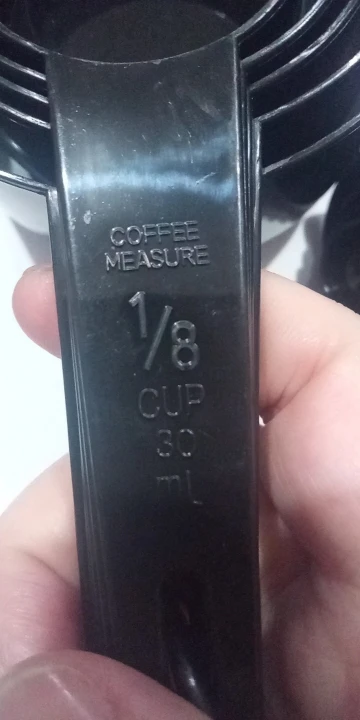 COFFEE
MEASURE
1/8
CUP
30
mL